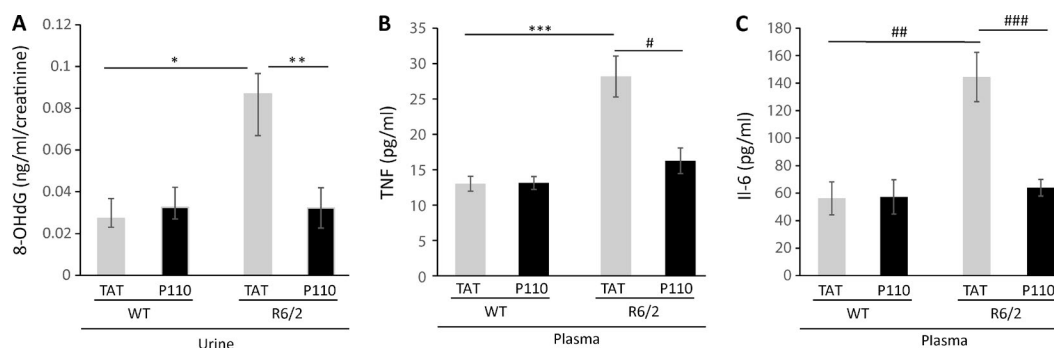 A
8-OHdG (ng/ml/creatinine)
0.12
0.1
0.08
0.06
0.04
0.02
0
*
**
TAT P110 TAT P110
WT R6/2
Urine
B
TNF (pg/ml)
35
30
25
20
15
10
5
0
***
#
TAT P110 TAT P110
WT R6/2
Plasma
C
Il-6 (pg/ml)
180
160
140
120
100
80
60
40
20
0
##
###
TAT P110 TAT P110
WT R6/2
Plasma